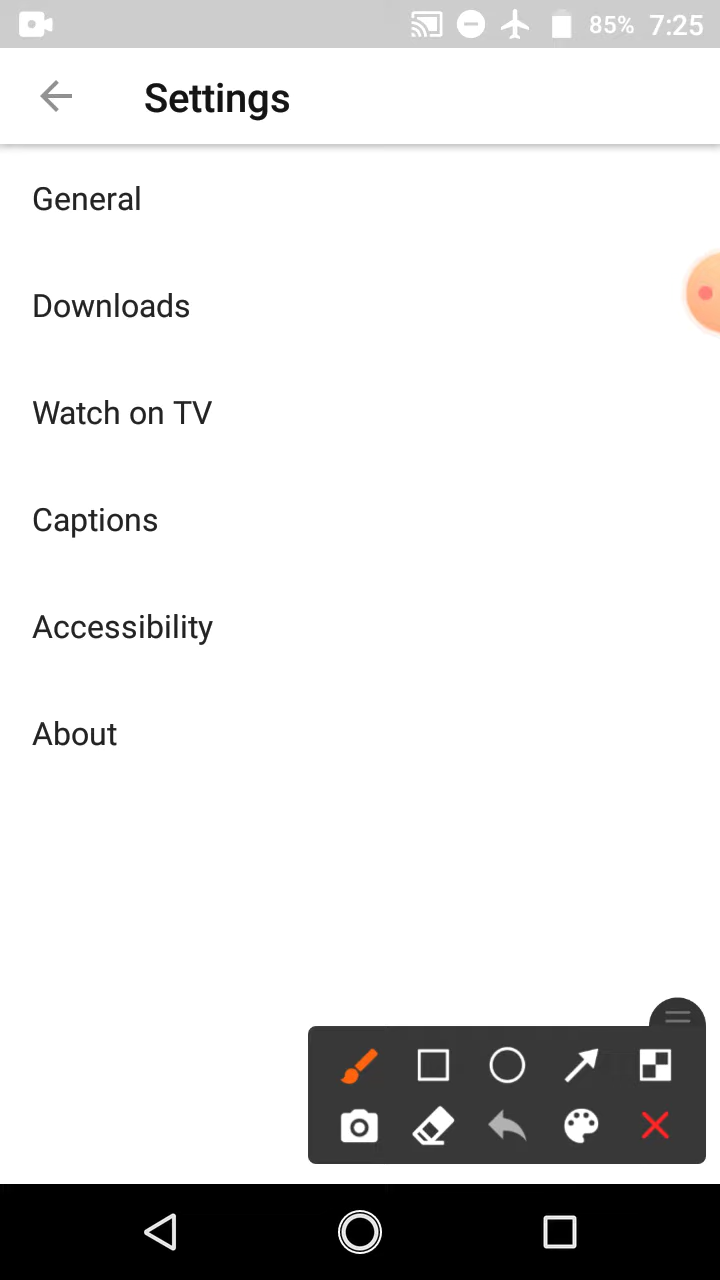 85% 7:25
Settings
General
Downloads
Watch on TV
Captions
Accessibility
About